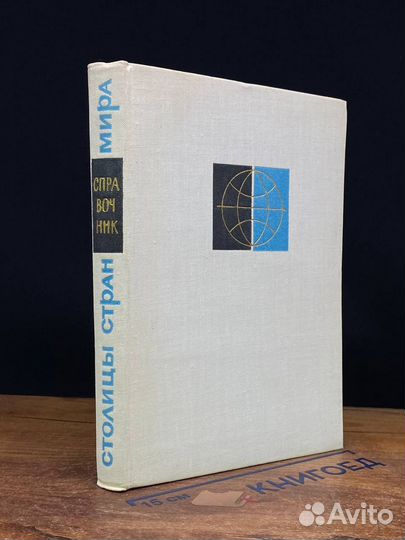 столицы стран мира
СПРА
ВОЧ
НИК
15 см
КНИГОЕД
Avito